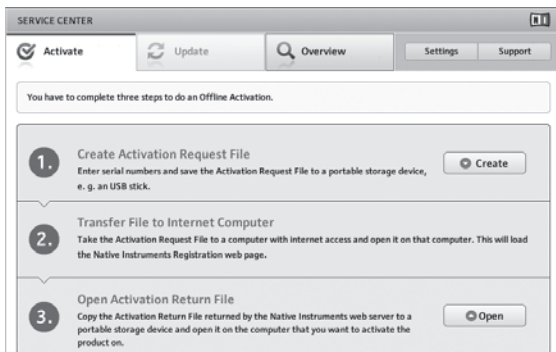 SERVICE CENTER
Activate Update Overview Settings Support
You have to complete three steps to do an Offline Activation.
1. Create Activation Request File
Enter serial numbers and save the Activation Request File to a portable storage device,
e. g. an USB stick.
Create
2. Transfer File to Internet Computer
Take the Activation Request File to a computer with internet access and open it on that computer. This will load
the Native Instruments Registration web page.
3. Open Activation Return File
Copy the Activation Return File returned by the Native Instruments web server to a
portable storage device and open it on the computer that you want to activate the
product on.
Open